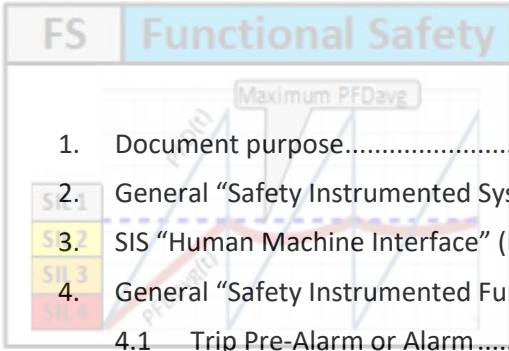 FS Functional Safety
Maximum PFDavg
PFD(t)
1. Document purpose.....................
2. General “Safety Instrumented Sys
SIL 1
3. SIS “Human Machine Interface” (i
SIL 2
4. General “Safety Instrumented Fu
SIL 3
SIL 4
PFDavg(t)
4.1 Trip Pre-Alarm or Alarm.....